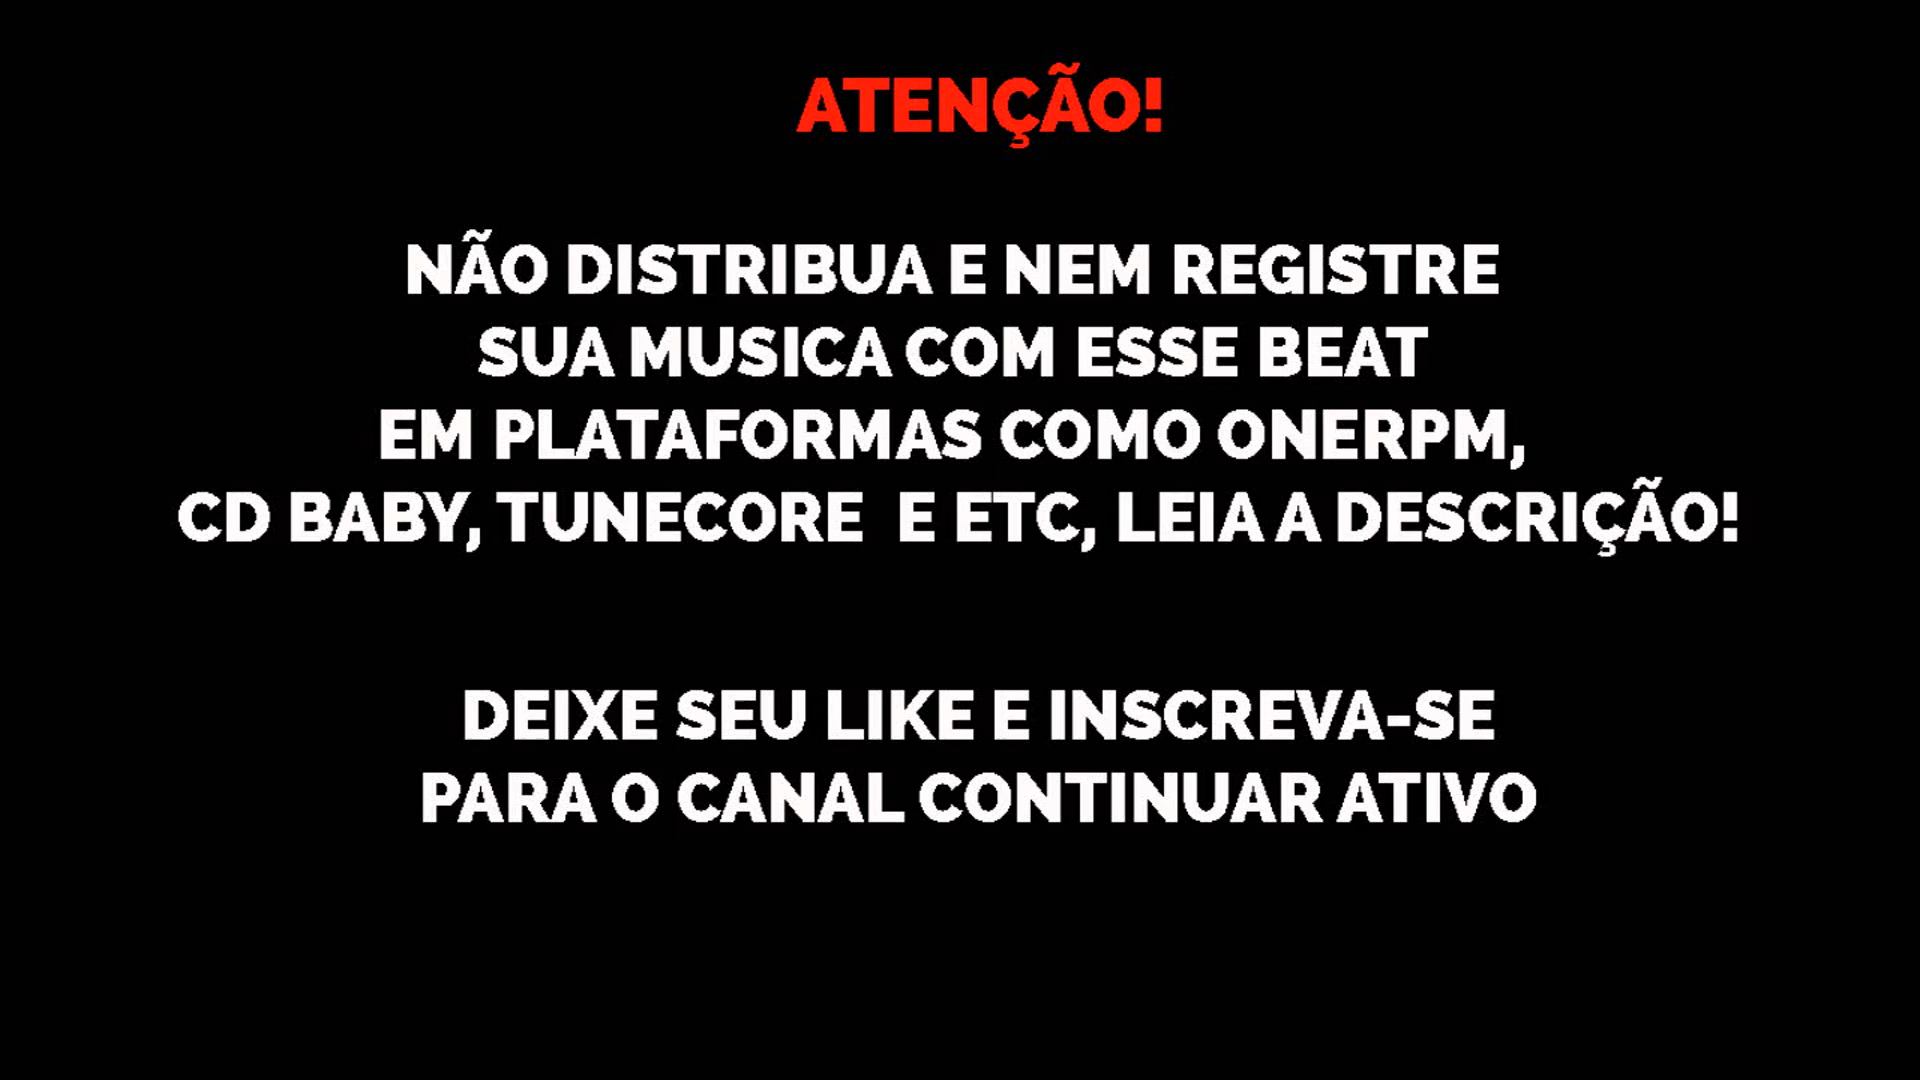 ATENÇÃO!
NÃO DISTRIBUA E NEM REGISTRE
SUA MUSICA COM ESSE BEAT
EM PLATAFORMAS COMO ONERPM,
CD BABY, TUNECORE E ETC, LEIA A DESCRIÇÃO!
DEIXE SEU LIKE E INSCREVA-SE
PARA O CANAL CONTINUAR ATIVO